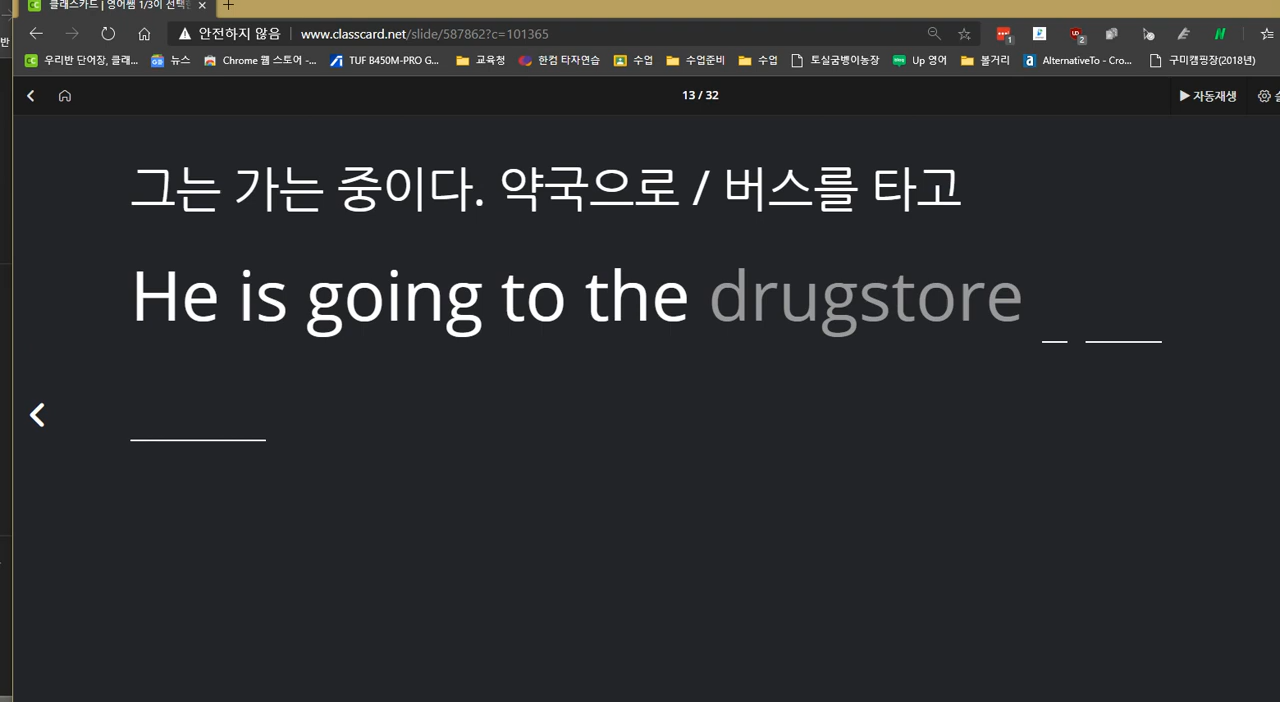 클래스카드 | 영어쌤 1/3이 선택한
안전하지 않음 | www.classcard.net/slide/587862?c=101365
우리반 단어장, 클래... 뉴스 Chrome 웹 스토어 -... TUF B450M-PRO G... 교육청 한컴 타자연습 수업 수업준비 수업 토실굼뱅이농장 Up 영어 볼거리 AlternativeTo - Cro... 구미캠핑장(2018년)
13 / 32 자동재생
그는 가는 중이다. 약국으로 / 버스를 타고
He is going to the drugstore